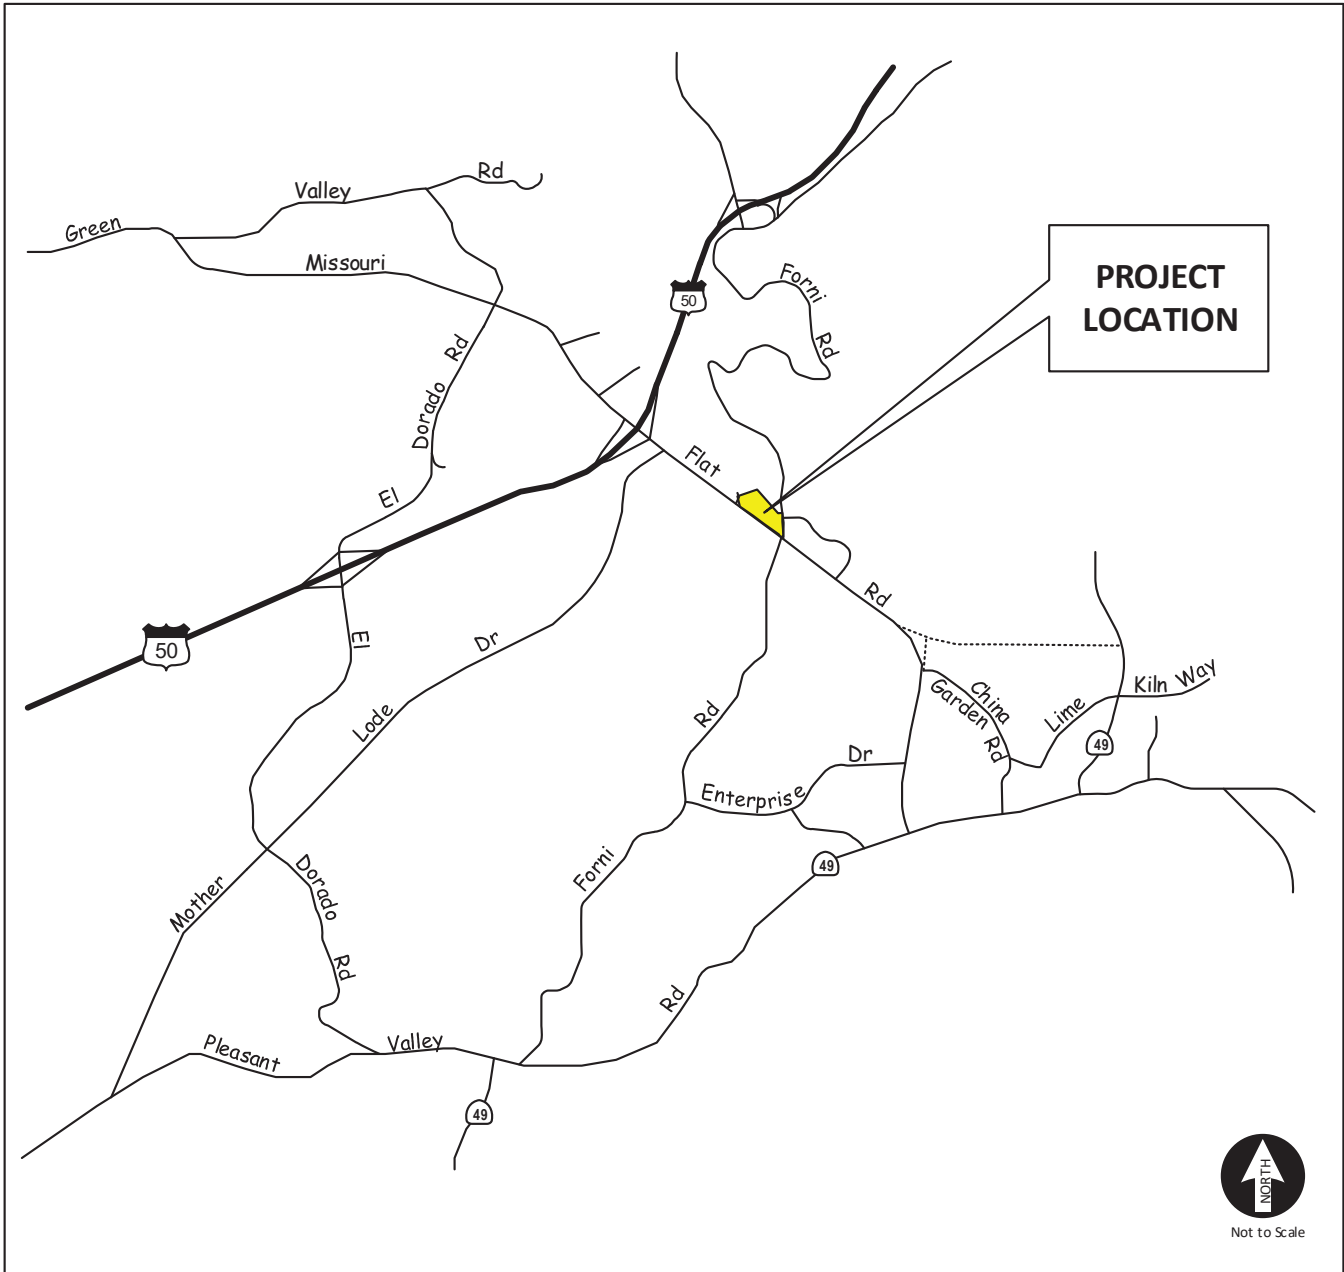 Rd
Valley
Green
Missouri
Forni
Rd
50
PROJECT
LOCATION
Rd
Dorado
Flat
El
Rd
50
El
Dr
China
Garden Rd
Lime
Kiln Way
Lode
Rd
49
Dr
Enterprise
49
Forni
Dorado
Mother
Rd
Rd
Pleasant
Valley
49
NORTH
Not to Scale